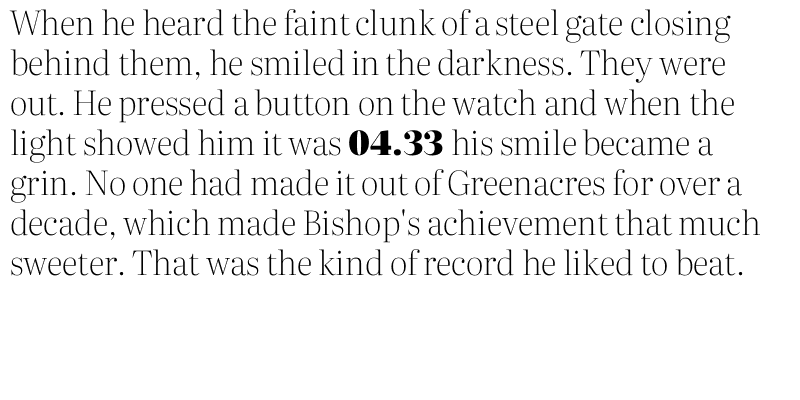 When he heard the faint clunk of a steel gate closing
behind them, he smiled in the darkness. They were
out. He pressed a button on the watch and when the
light showed him it was 04.33 his smile became a
grin. No one had made it out of Greenacres for over a
decade, which made Bishop's achievement that much
sweeter. That was the kind of record he liked to beat.